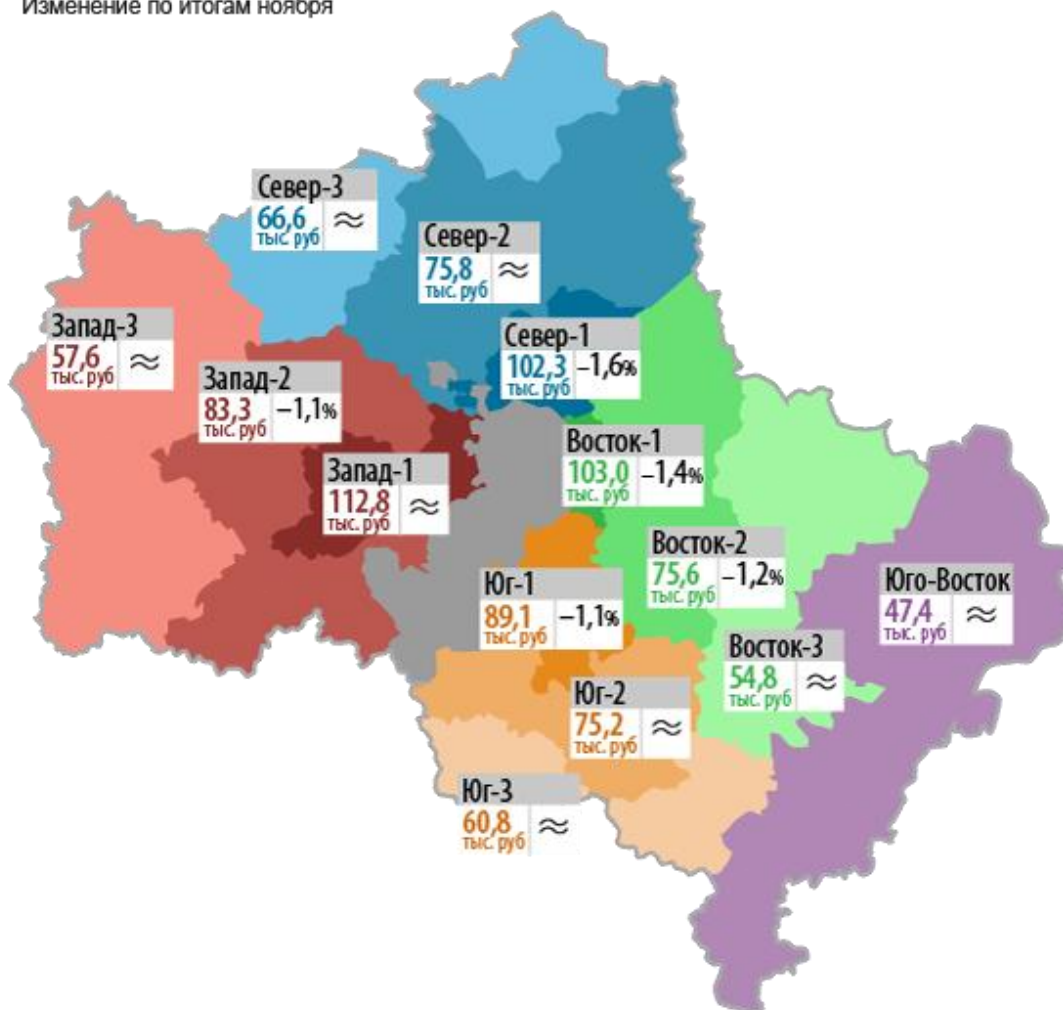 Изменение по итогам ноября
Север-3
66,6 ≈
тыс. руб
Север-2
75,8 ≈
тыс. руб
Запад-3
57,6 ≈
тыс. руб
Север-1
102,3 –1,6%
тыс. руб
Запад-2
83,3 –1,1%
тыс. руб
Восток-1
103,0 –1,4%
тыс. руб
Запад-1
112,8 ≈
тыс. руб
Восток-2
75,6 –1,2%
тыс. руб
Юг-1
89,1 –1,1%
тыс. руб
Юго-Восток
47,4 ≈
тыс. руб
Восток-3
54,8 ≈
тыс. руб
Юг-2
75,2 ≈
тыс. руб
Юг-3
60,8 ≈
тыс. руб